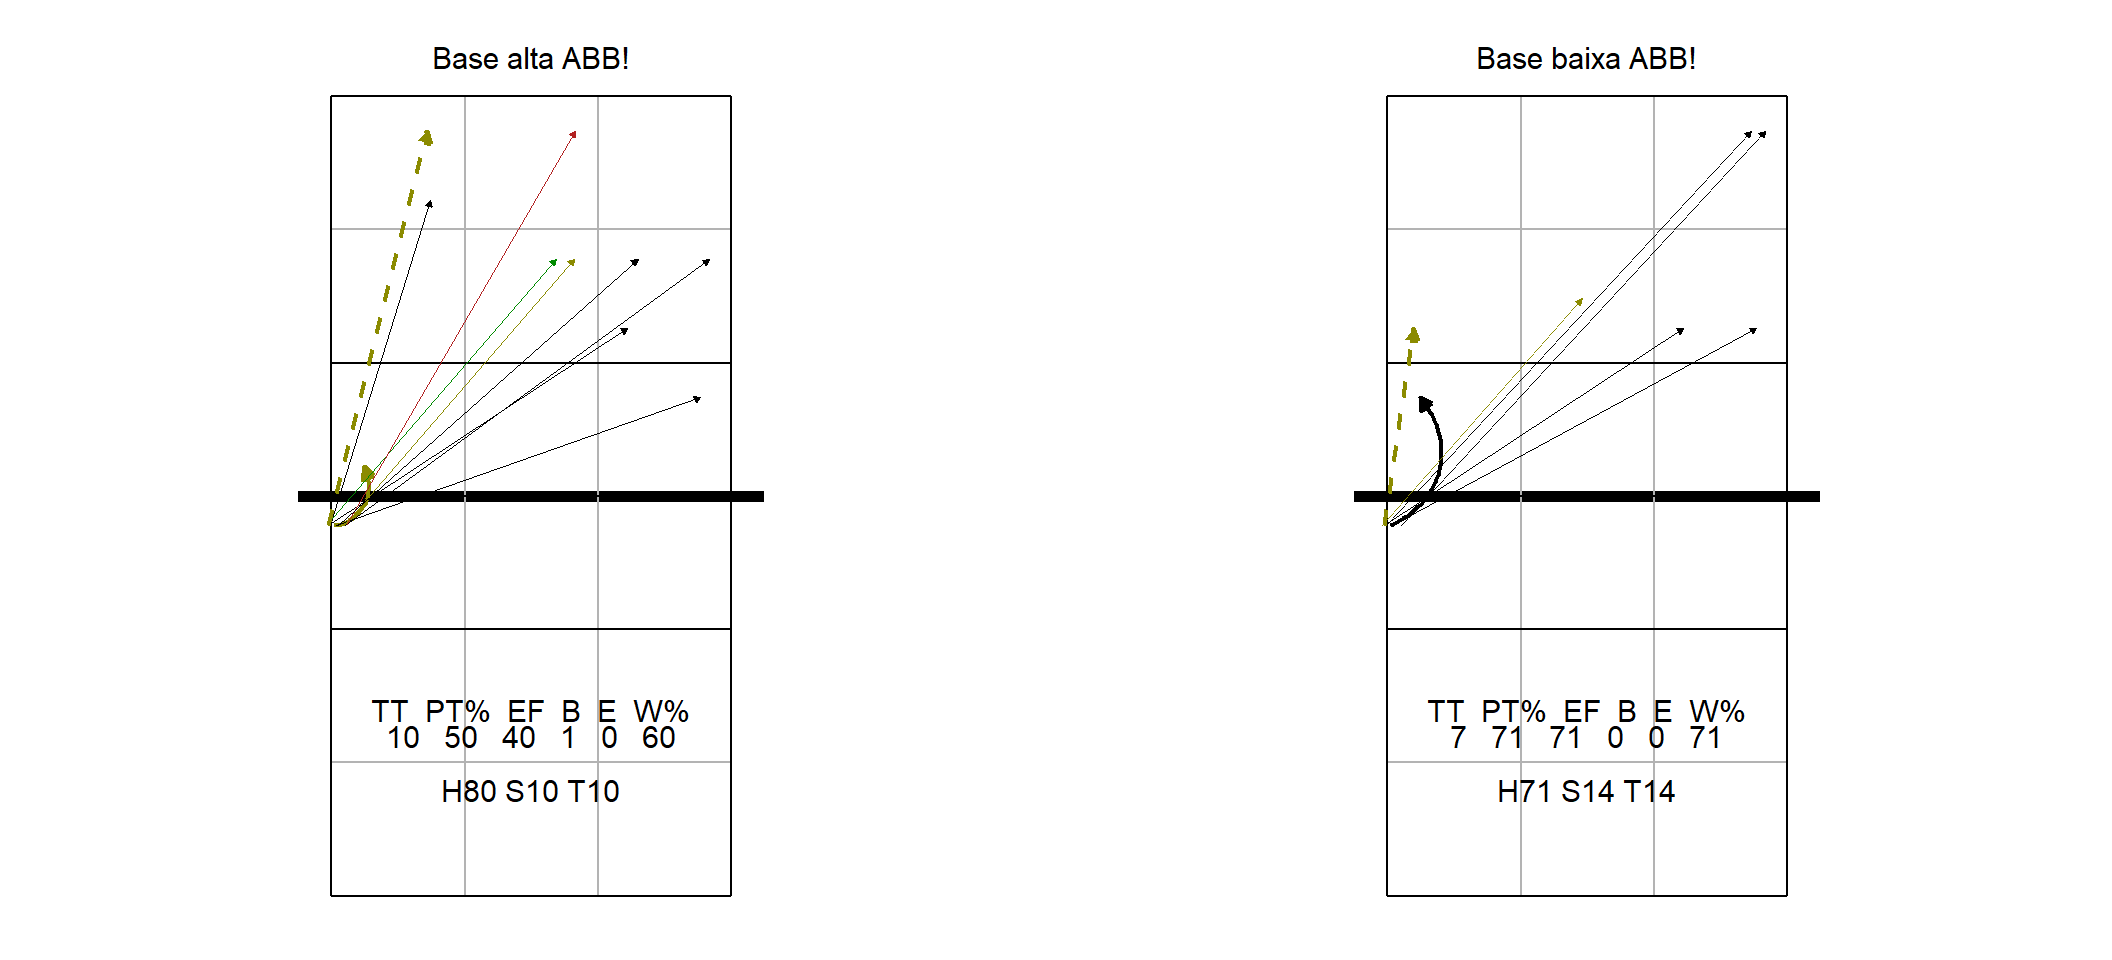 Base alta ABB!
TT PT% EF B E W%
10 50 40 1 0 60
H80 S10 T10
Base baixa ABB!
TT PT% EF B E W%
7 71 71 0 0 71
H71 S14 T14